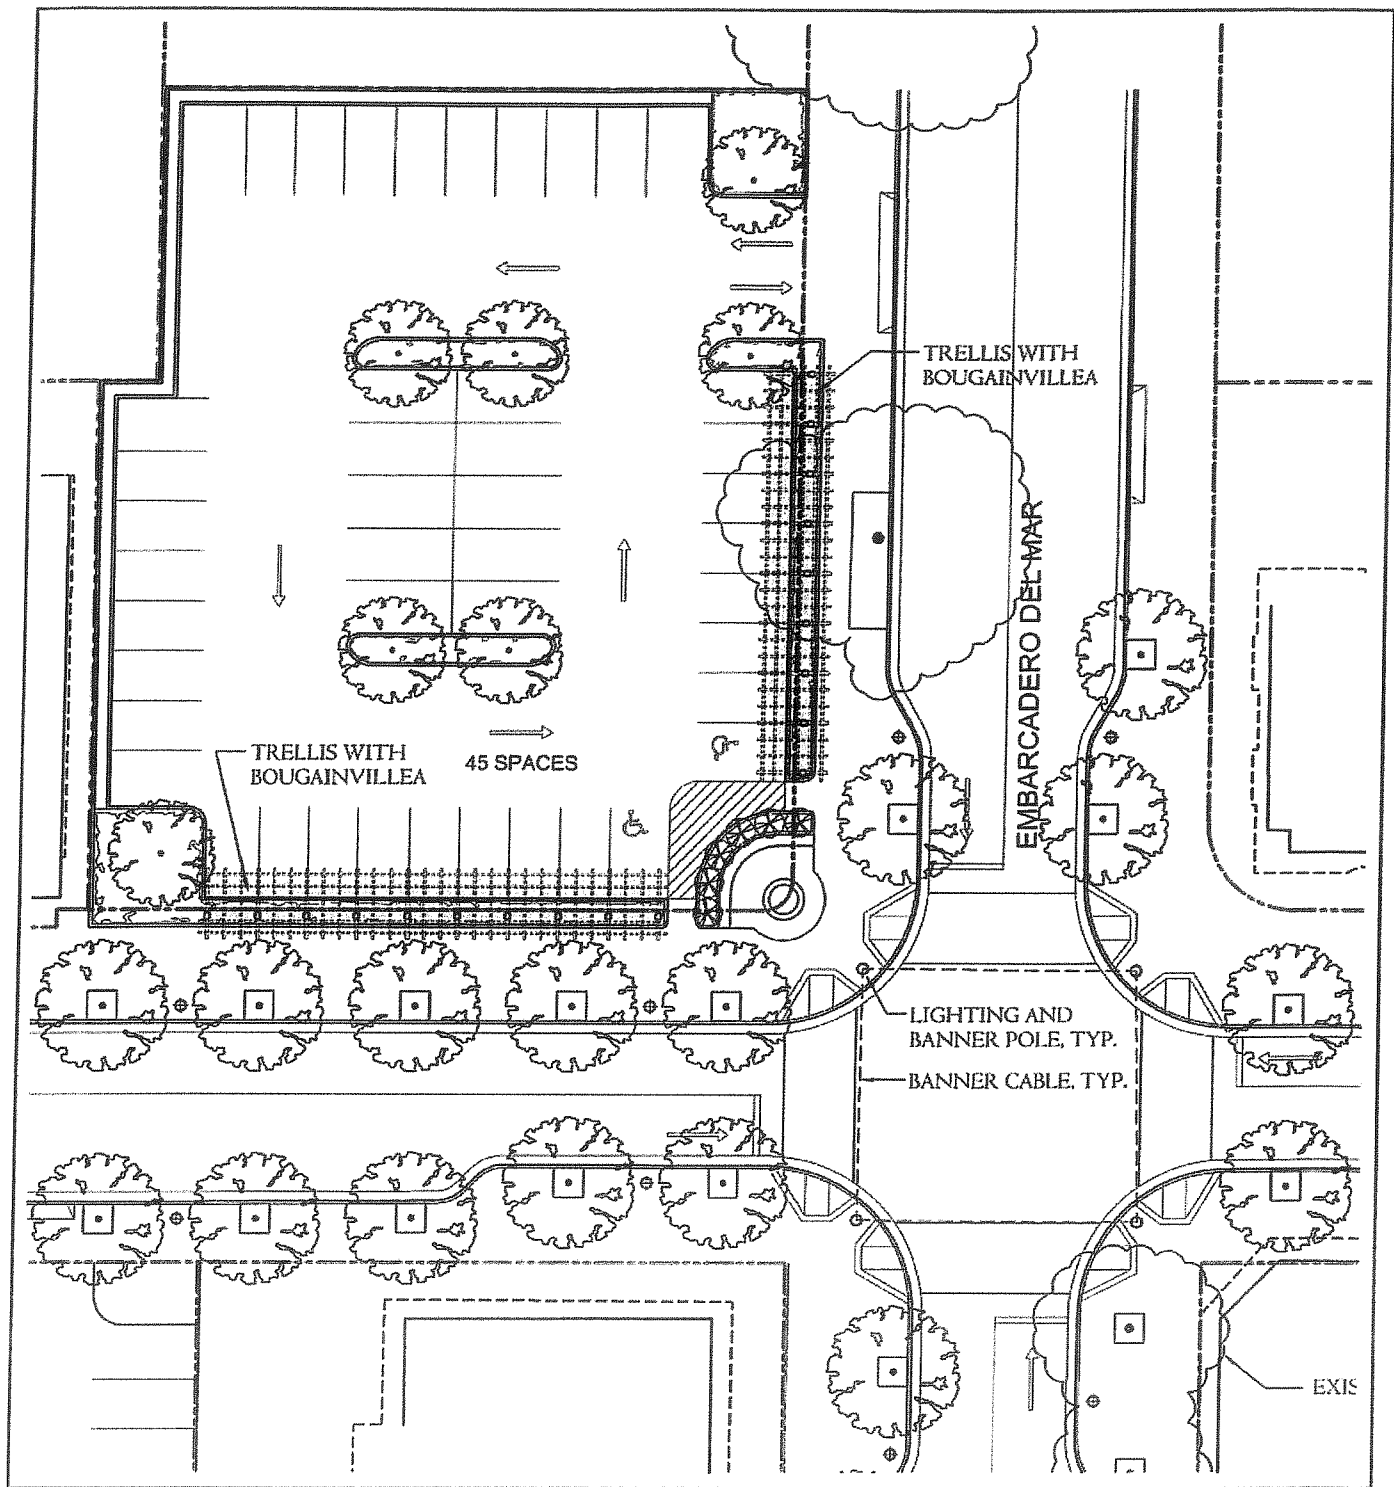 TRELLIS WITH
BOUGAINVILLEA
EMBARCADERO DEL MAR
TRELLIS WITH
BOUGAINVILLEA
45 SPACES
LIGHTING AND
BANNER POLE, TYP.
BANNER CABLE, TYP.
EXIS